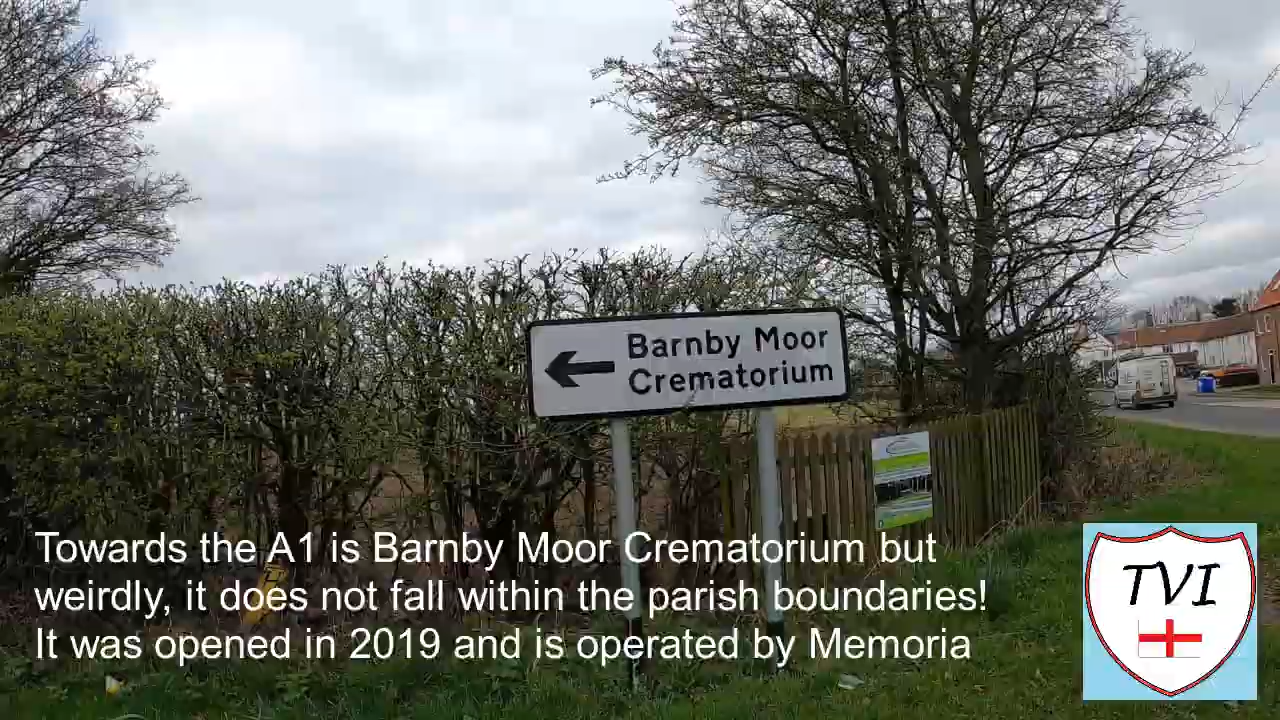 Barnby Moor
Crematorium
Towards the A1 is Barnby Moor Crematorium but
weirdly, it does not fall within the parish boundaries!
It was opened in 2019 and is operated by Memoria
TVI